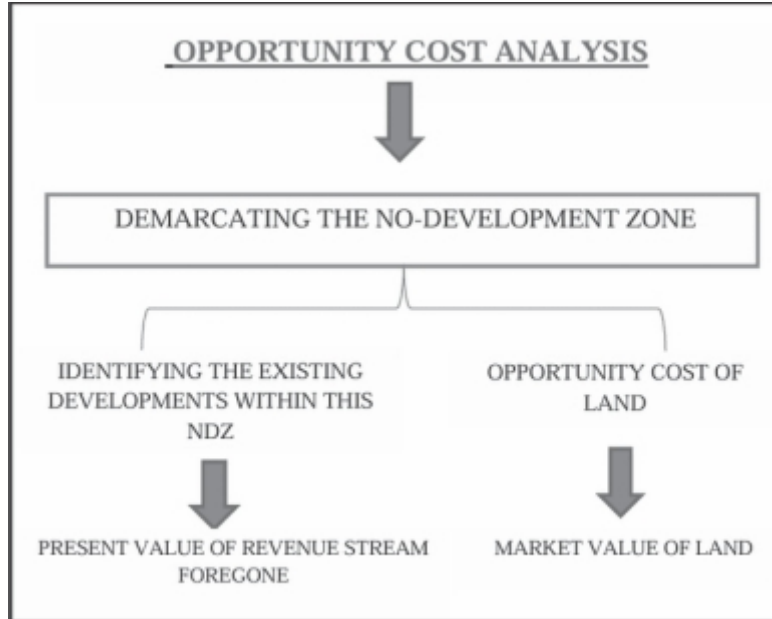 OPPORTUNITY COST ANALYSIS
DEMARCATING THE NO-DEVELOPMENT ZONE
IDENTIFYING THE EXISTING
DEVELOPMENTS WITHIN THIS
NDZ
OPPORTUNITY COST OF
LAND
PRESENT VALUE OF REVENUE STREAM
FOREGONE
MARKET VALUE OF LAND